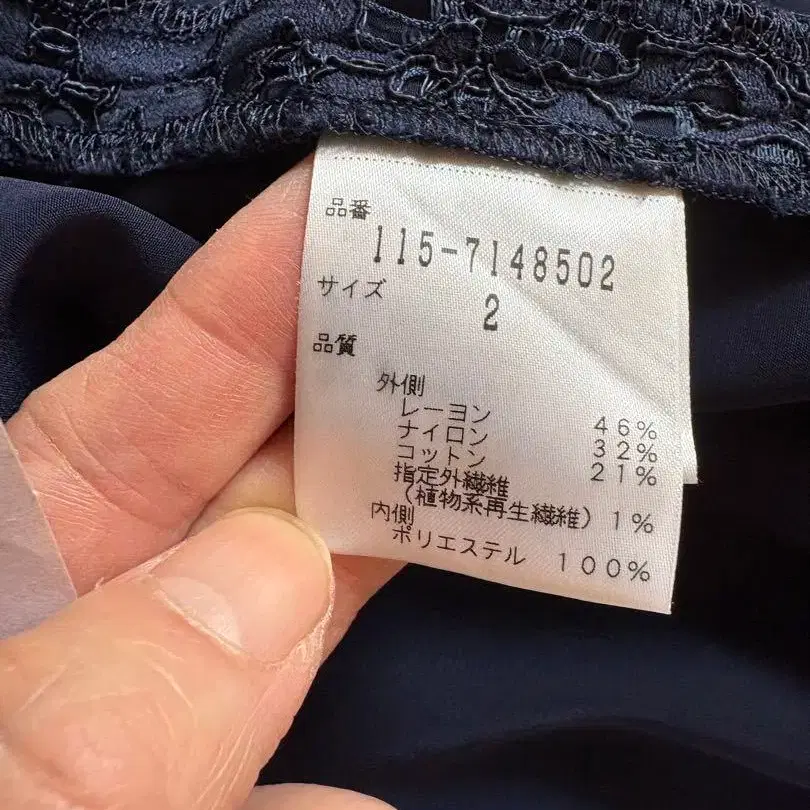 品番
115-7148502
サイズ
2
品質
外側
レーヨン 46%
ナイロン 32%
コットン 21%
指定外繊維
(植物系再生繊維) 1%
内側
ポリエステル 100%